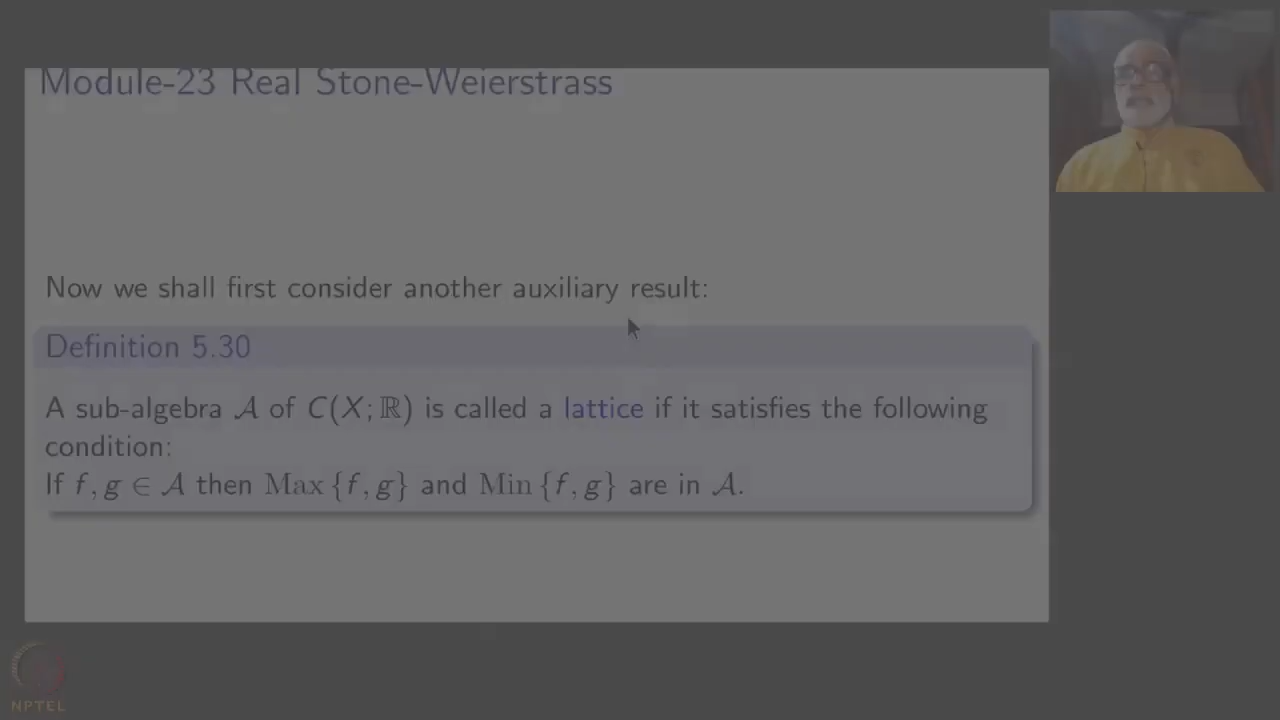 Module-23 Real Stone-Weierstrass
Now we shall first consider another auxiliary result:
Definition 5.30
A sub-algebra 𝒜 of C(X; ℝ) is called a lattice if it satisfies the following
condition:
If f, g ∈ 𝒜 then Max {f, g} and Min {f, g} are in 𝒜.
NPTEL